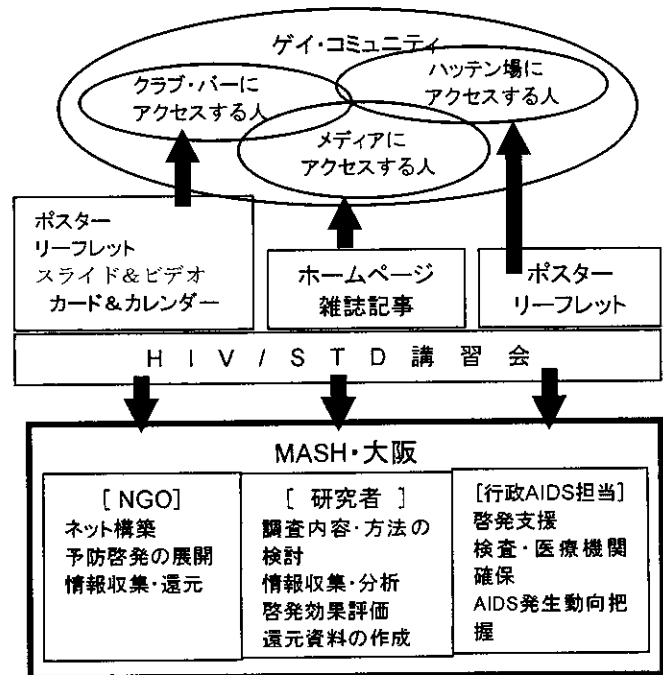 ゲイ・コミュニティ
クラブ・バーに
アクセスする人
ハッテン場に
アクセスする人
メディアに
アクセスする人
ポスター
リーフレット
スライド＆ビデオ
カード＆カレンダー
ホームページ
雑誌記事
ポスター
リーフレット
HIV/STD講習会
MASH・大阪
［NGO］
ネット構築
予防啓発の展開
情報収集・還元
［研究者］
調査内容・方法の
検討
情報収集・分析
啓発効果評価
還元資料の作成
［行政AIDS担当］
啓発支援
検査・医療機関
確保
AIDS発生動向把
握